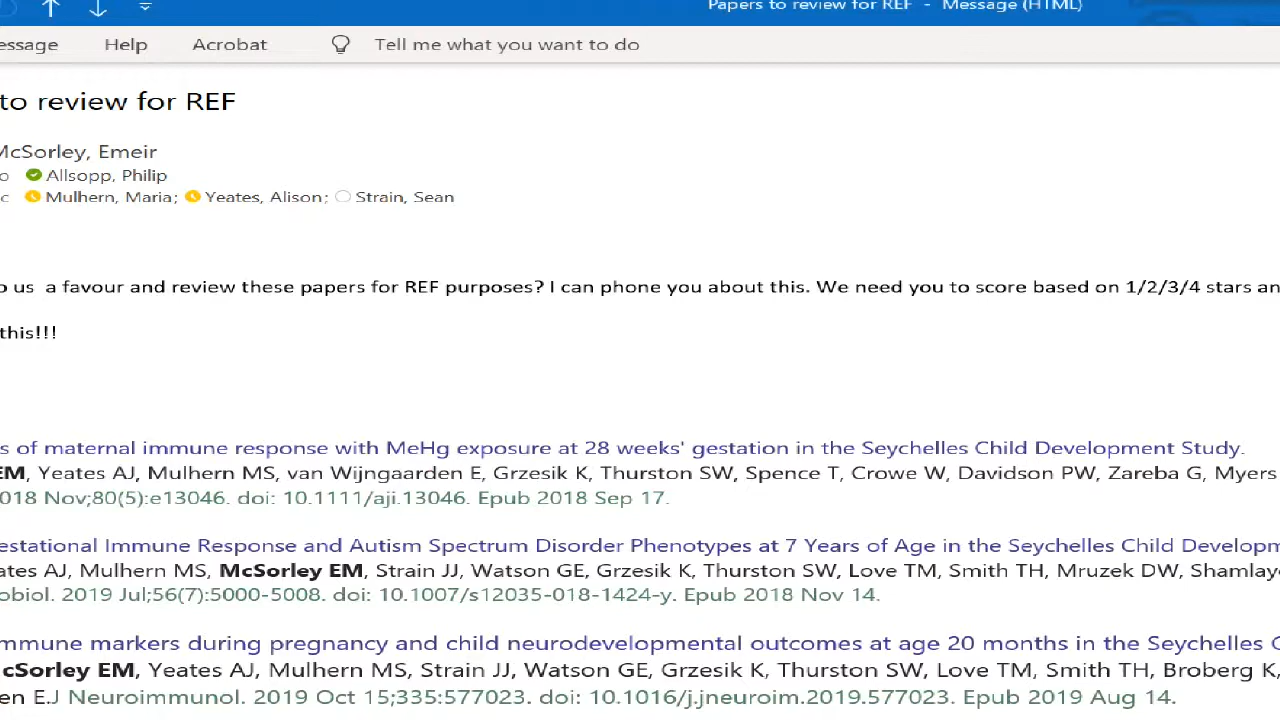 Papers to review for REF - Message (HTML)
essage Help Acrobat Tell me what you want to do
to review for REF
McSorley, Emeir
o Allsopp, Philip
c Mulhern, Maria; Yeates, Alison; Strain, Sean
o us a favour and review these papers for REF purposes? I can phone you about this. We need you to score based on 1/2/3/4 stars an
this!!!
s of maternal immune response with MeHg exposure at 28 weeks' gestation in the Seychelles Child Development Study.
EM, Yeates AJ, Mulhern MS, van Wijngaarden E, Grzesik K, Thurston SW, Spence T, Crowe W, Davidson PW, Zareba G, Myers
018 Nov;80(5):e13046. doi: 10.1111/aji.13046. Epub 2018 Sep 17.
estational Immune Response and Autism Spectrum Disorder Phenotypes at 7 Years of Age in the Seychelles Child Developm
ates AJ, Mulhern MS, McSorley EM, Strain JJ, Watson GE, Grzesik K, Thurston SW, Love TM, Smith TH, Mruzek DW, Shamlay
obiol. 2019 Jul;56(7):5000-5008. doi: 10.1007/s12035-018-1424-y. Epub 2018 Nov 14.
mmune markers during pregnancy and child neurodevelopmental outcomes at age 20 months in the Seychelles C
cSorley EM, Yeates AJ, Mulhern MS, Strain JJ, Watson GE, Grzesik K, Thurston SW, Love TM, Smith TH, Broberg K,
en E.J Neuroimmunol. 2019 Oct 15;335:577023. doi: 10.1016/j.jneuroim.2019.577023. Epub 2019 Aug 14.